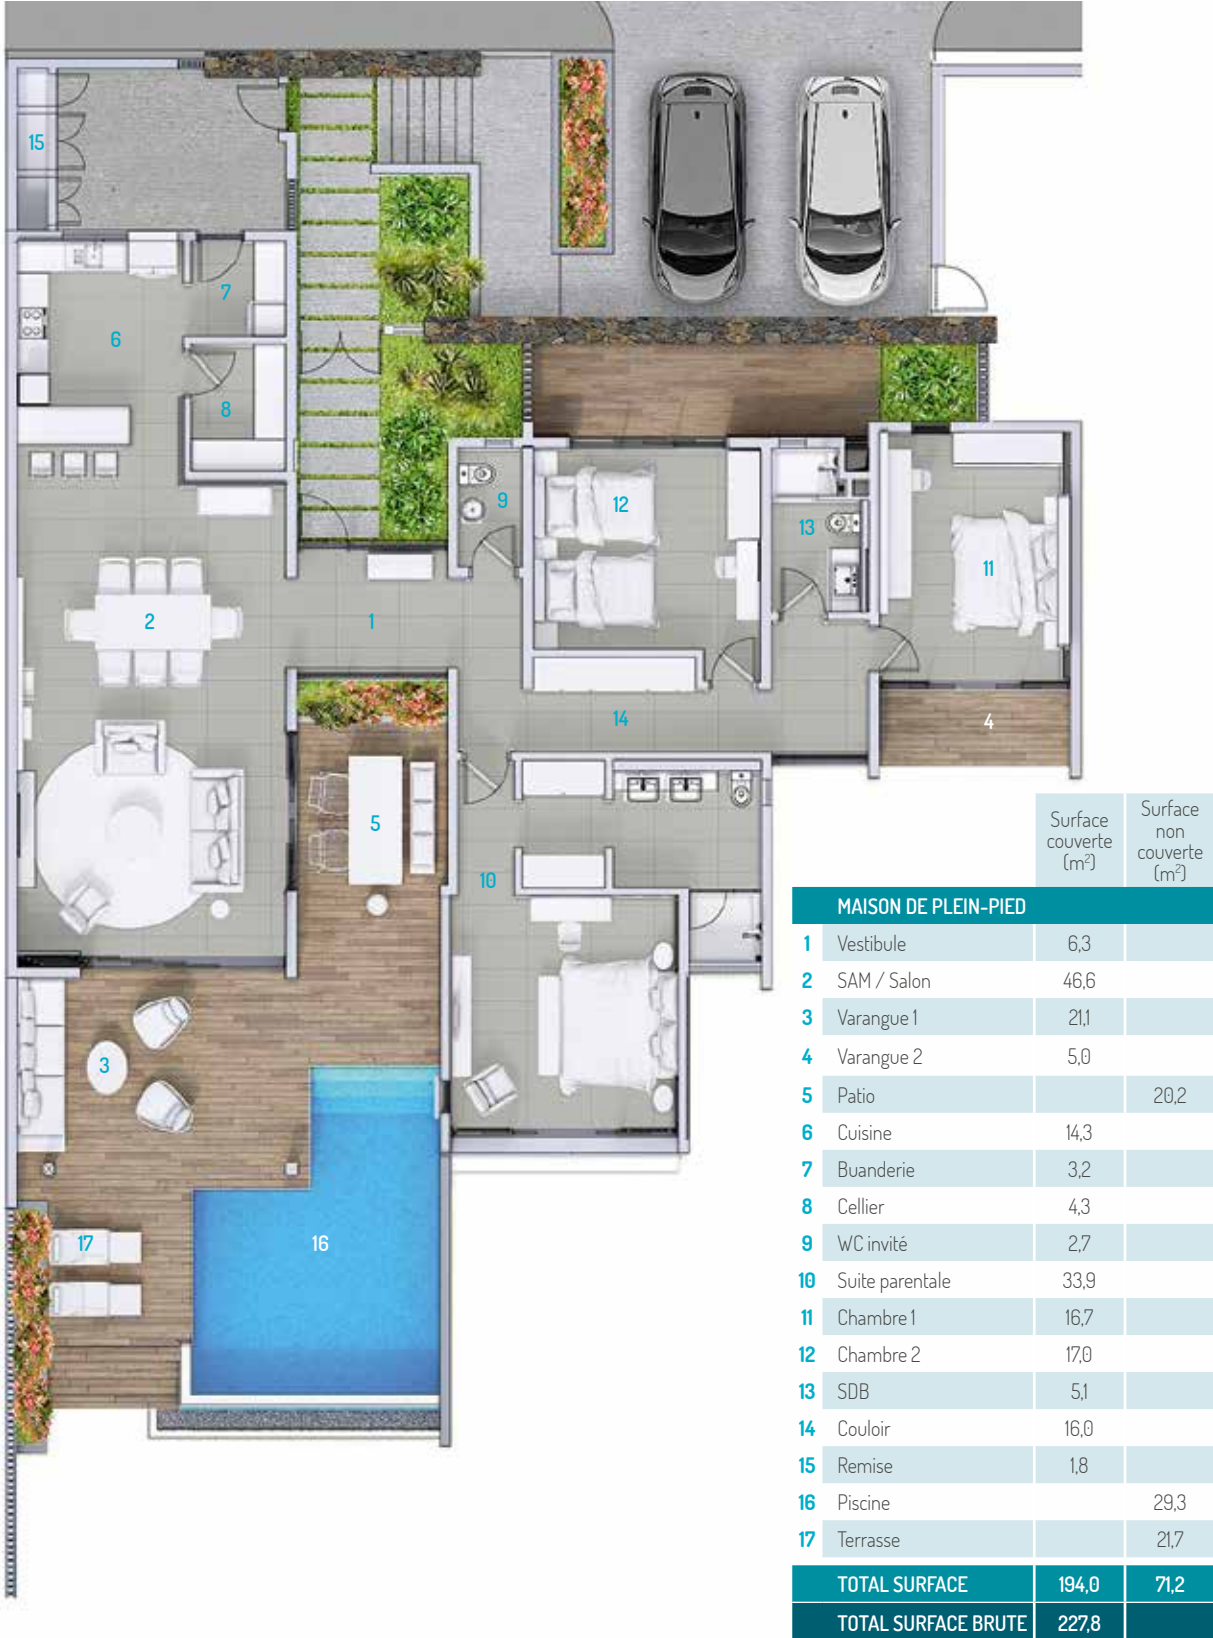 15
7
6
8
9
12
13
11
2
1
14
4
5
10
3
17
16
Surface couverte (m²) Surface non couverte (m²)
MAISON DE PLEIN-PIED
1 Vestibule 6,3
2 SAM / Salon 46,6
3 Varangue 1 21,1
4 Varangue 2 5,0
5 Patio 20,2
6 Cuisine 14,3
7 Buanderie 3,2
8 Cellier 4,3
9 WC invité 2,7
10 Suite parentale 33,9
11 Chambre 1 16,7
12 Chambre 2 17,0
13 SDB 5,1
14 Couloir 16,0
15 Remise 1,8
16 Piscine 29,3
17 Terrasse 21,7
TOTAL SURFACE 194,0 71,2
TOTAL SURFACE BRUTE 227,8